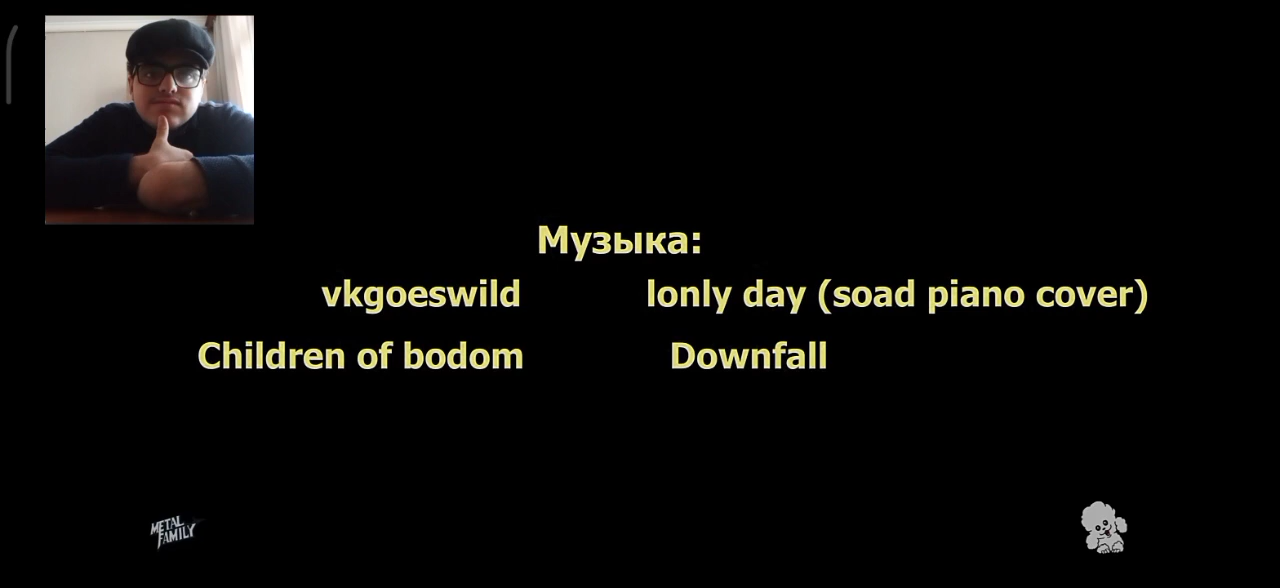 Музыка:
vkgoeswild lonly day (soad piano cover)
Children of bodom Downfall
METAL
FAMILY